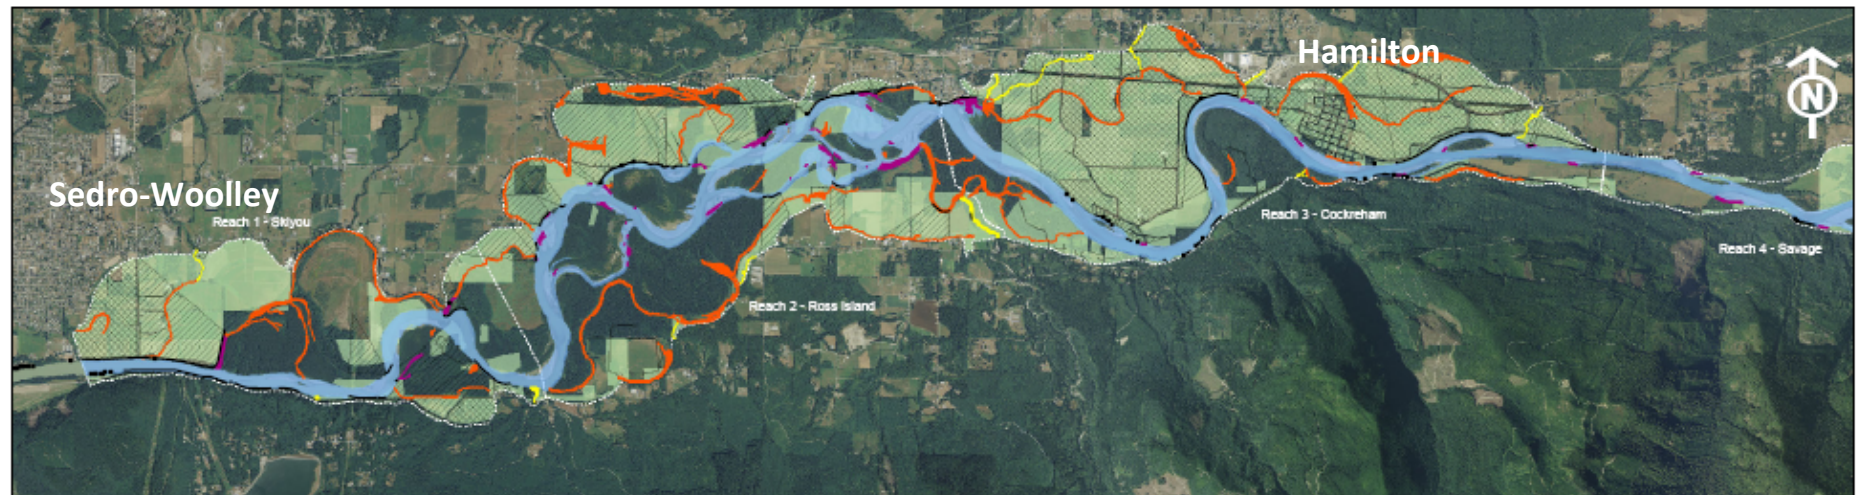 Hamilton
N
Sedro-Woolley
Reach 1 - Skiyou
Reach 3 - Cockreham
Reach 4 - Savage
Reach 2 - Ross Island